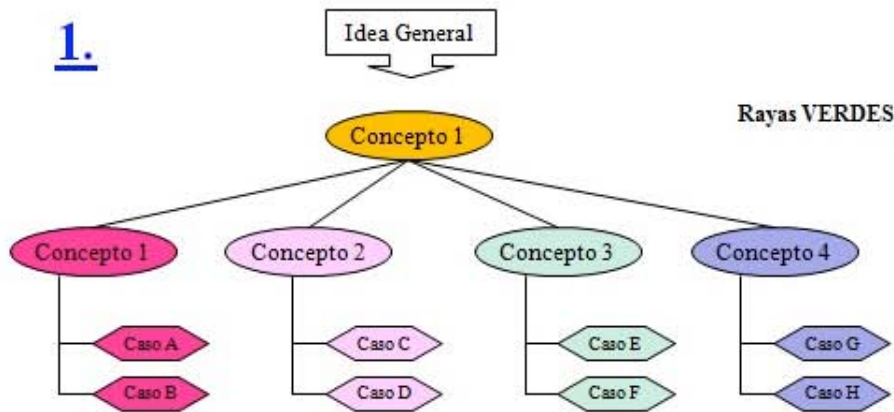 1.
Idea General
Rayas VERDES
Concepto 1
Concepto 1
Concepto 2
Concepto 3
Concepto 4
Caso A
Caso C
Caso E
Caso G
Caso B
Caso D
Caso F
Caso H